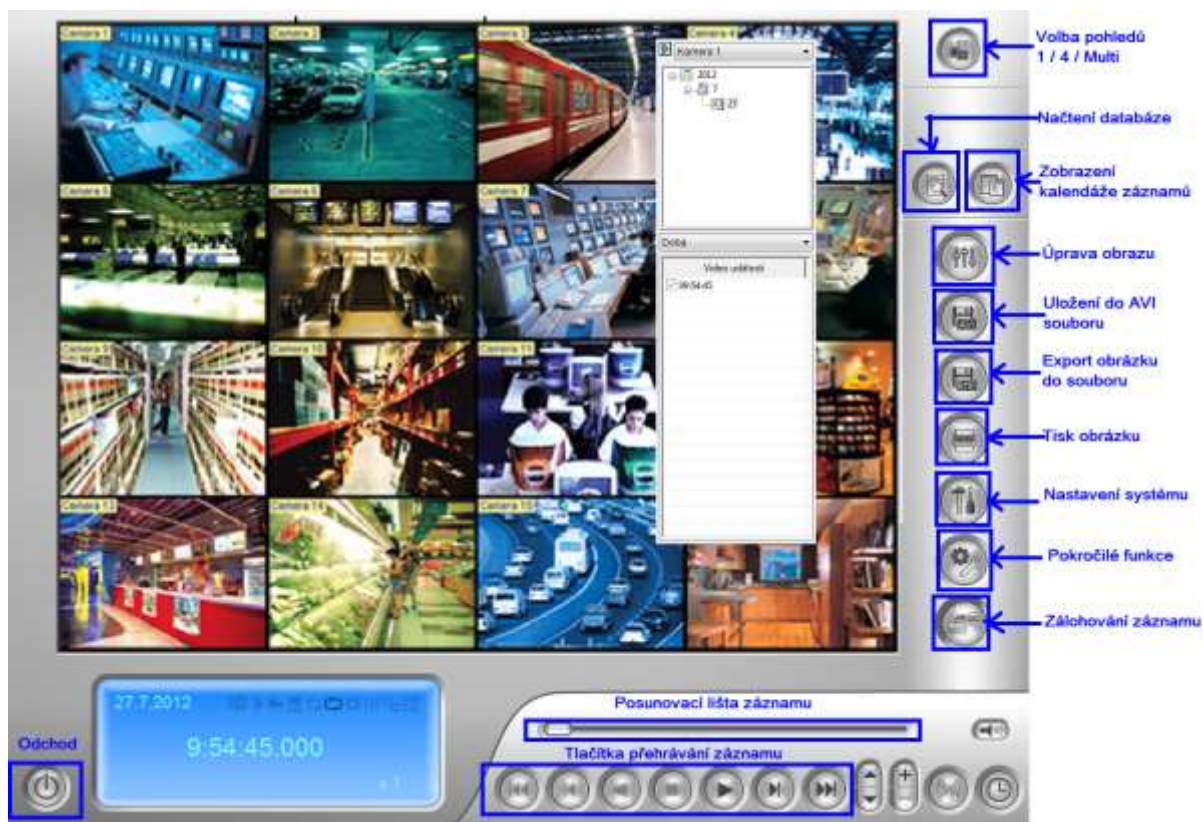 Camera 1
Camera 2
Camera 3
Camera 4
Kamera 1
2012
7
27
Volba pohledů
1 / 4 / Multi
Načtení databáze
Zobrazení
kalendáže záznamů
Camera 5
Camera 6
Camera 7
Doba
Video události
09:54:45
Úprava obrazu
Uložení do AVI
souboru
Export obrázku
do souboru
Camera 9
Camera 10
Camera 11
Tisk obrázku
Nastavení systému
Camera 13
Camera 14
Camera 15
Pokročilé funkce
Zálohování záznamu
27.7.2012
9:54:45.000
x 1
Posunovací lišta záznamu
Odchod
Tlačítka přehrávání záznamu